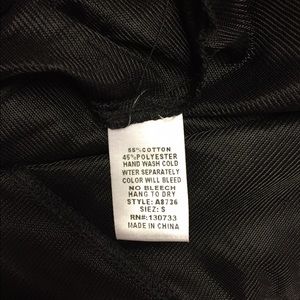 55%COTTON
45%POLYESTER
HAND WASH COLD
WTER SEPARATELY
COLOR WILL BLEED
NO BLEECH
HANG TO DRY
STYLE: A8736
SIEZ: S
RN#:130733
MADE IN CHINA